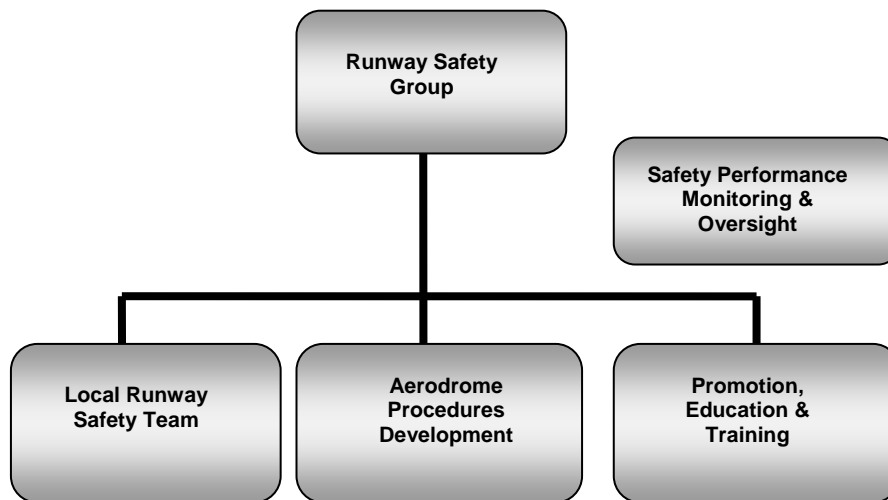 Runway Safety
Group
Safety Performance
Monitoring &
Oversight
Local Runway
Safety Team
Aerodrome
Procedures
Development
Promotion,
Education &
Training